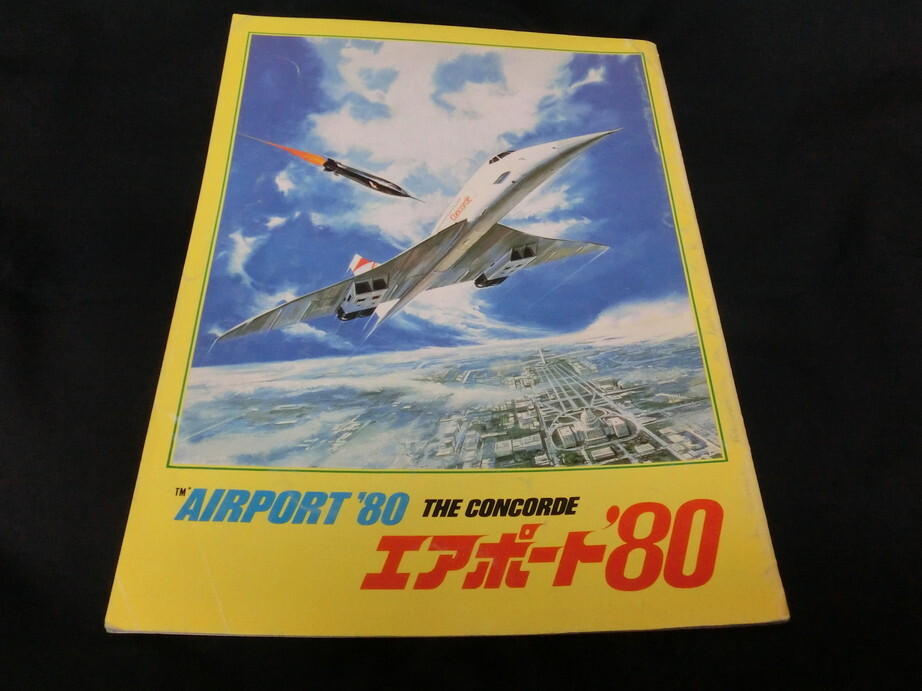 Concorde
™ AIRPORT '80 THE CONCORDE
エアポート'80